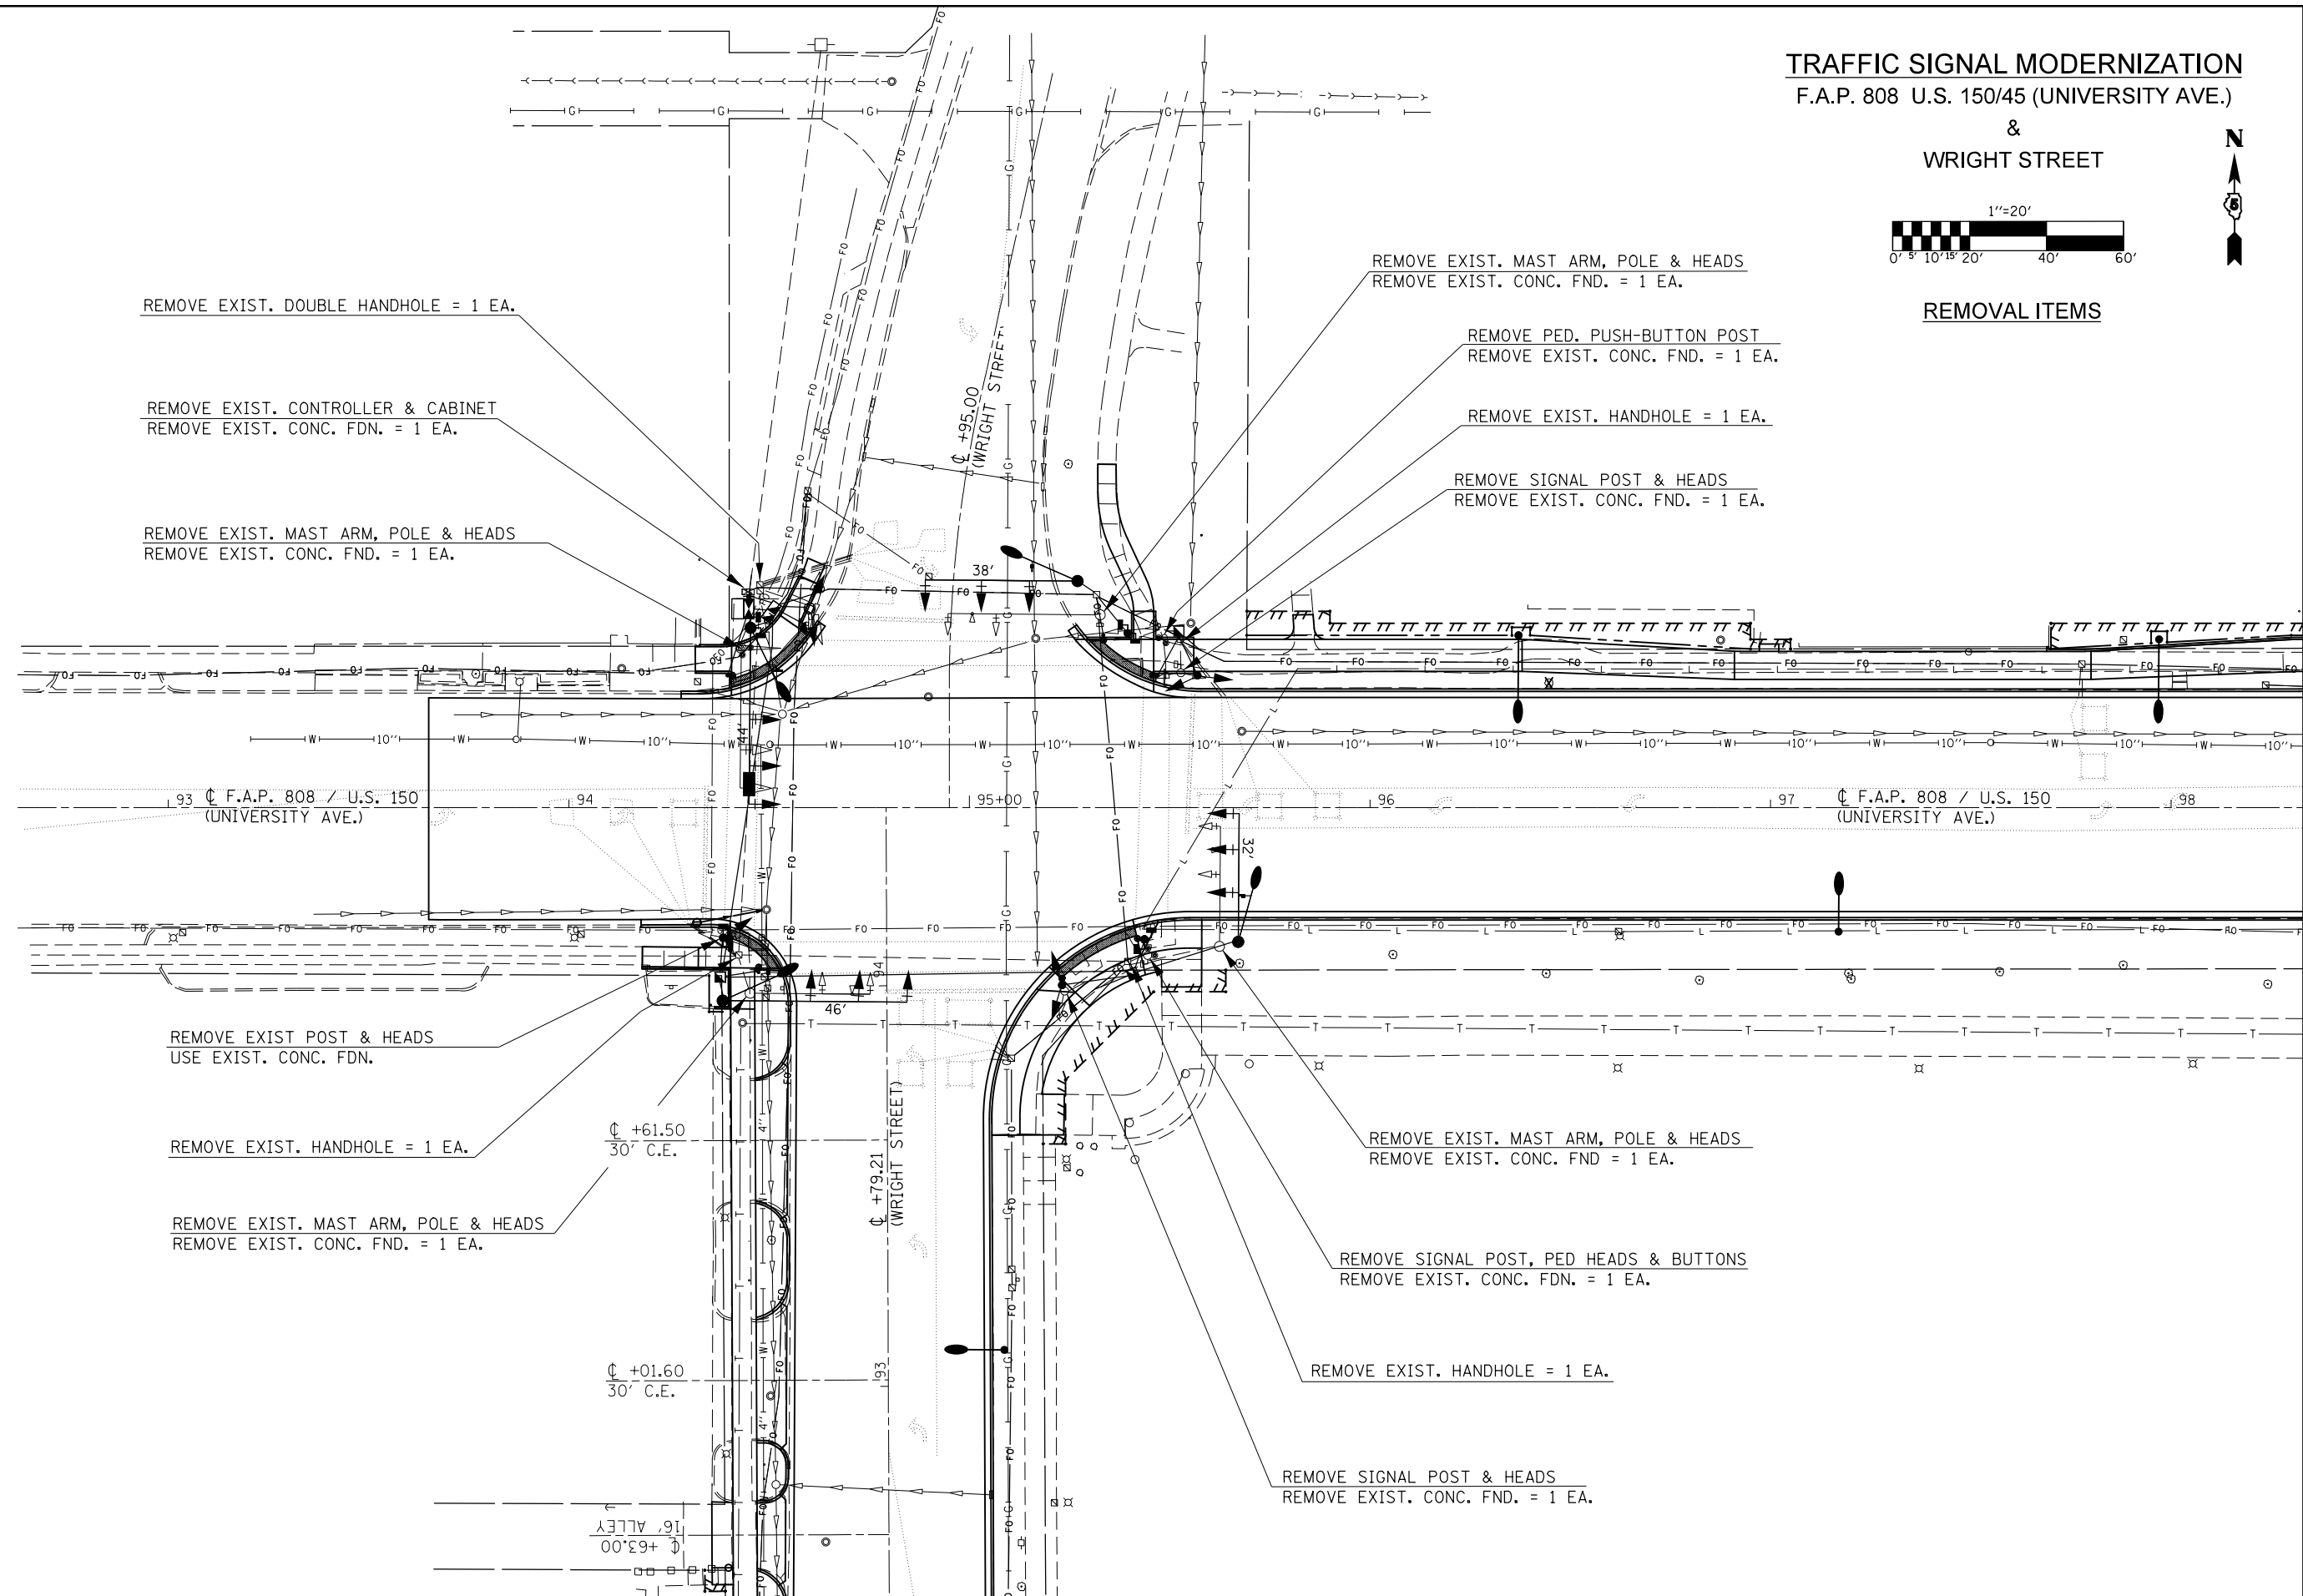 TRAFFIC SIGNAL MODERNIZATION
F.A.P. 808 U.S. 150/45 (UNIVERSITY AVE.)
&
WRIGHT STREET
N
5
1"=20'
0' 5' 10' 15' 20' 40' 60'
REMOVAL ITEMS
REMOVE EXIST. DOUBLE HANDHOLE = 1 EA.
REMOVE EXIST. CONTROLLER & CABINET
REMOVE EXIST. CONC. FDN. = 1 EA.
REMOVE EXIST. MAST ARM, POLE & HEADS
REMOVE EXIST. CONC. FND. = 1 EA.
REMOVE EXIST. MAST ARM, POLE & HEADS
REMOVE EXIST. CONC. FND. = 1 EA.
REMOVE PED. PUSH-BUTTON POST
REMOVE EXIST. CONC. FND. = 1 EA.
REMOVE EXIST. HANDHOLE = 1 EA.
REMOVE SIGNAL POST & HEADS
REMOVE EXIST. CONC. FND. = 1 EA.
℄ +95.00
(WRIGHT STREET)
38'
44'
93 ℄ F.A.P. 808 / U.S. 150
(UNIVERSITY AVE.)
94
95+00
96
97
℄ F.A.P. 808 / U.S. 150
(UNIVERSITY AVE.)
98
32'
94
46'
REMOVE EXIST POST & HEADS
USE EXIST. CONC. FDN.
REMOVE EXIST. HANDHOLE = 1 EA.
REMOVE EXIST. MAST ARM, POLE & HEADS
REMOVE EXIST. CONC. FND. = 1 EA.
℄ +61.50
30' C.E.
℄ +79.21
(WRIGHT STREET)
93
℄ +01.60
30' C.E.
16' ALLEY
℄ +63.00
REMOVE EXIST. MAST ARM, POLE & HEADS
REMOVE EXIST. CONC. FND = 1 EA.
REMOVE SIGNAL POST, PED HEADS & BUTTONS
REMOVE EXIST. CONC. FDN. = 1 EA.
REMOVE EXIST. HANDHOLE = 1 EA.
REMOVE SIGNAL POST & HEADS
REMOVE EXIST. CONC. FND. = 1 EA.